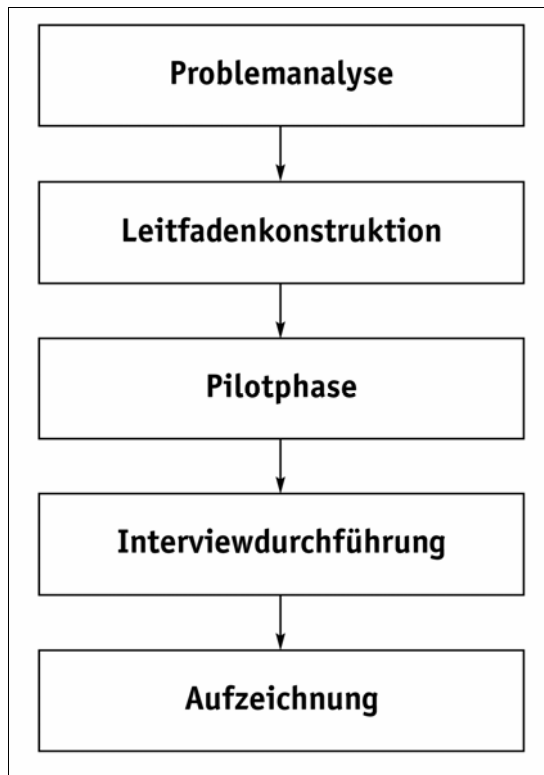 Problemanalyse
Leitfadenkonstruktion
Pilotphase
Interviewdurchführung
Aufzeichnung